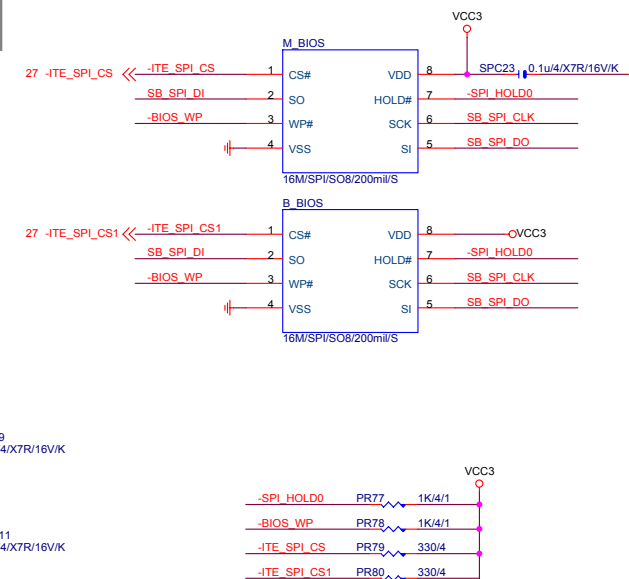 VCC3
M_BIOS
27 -ITE_SPI_CS -ITE_SPI_CS 1 CS# VDD 8 SPC23 0.1u/4/X7R/16V/K
SB_SPI_DI 2 SO HOLD# 7 -SPI_HOLD0
-BIOS_WP 3 WP# SCK 6 SB_SPI_CLK
4 VSS SI 5 SB_SPI_DO
16M/SPI/SO8/200mil/S
B_BIOS
27 -ITE_SPI_CS1 -ITE_SPI_CS1 1 CS# VDD 8 VCC3
SB_SPI_DI 2 SO HOLD# 7 -SPI_HOLD0
-BIOS_WP 3 WP# SCK 6 SB_SPI_CLK
4 VSS SI 5 SB_SPI_DO
16M/SPI/SO8/200mil/S
9
4/X7R/16V/K
VCC3
-SPI_HOLD0 PR77 1K/4/1
-BIOS_WP PR78 1K/4/1
11
4/X7R/16V/K
-ITE_SPI_CS PR79 330/4
-ITE_SPI_CS1 PR80 330/4